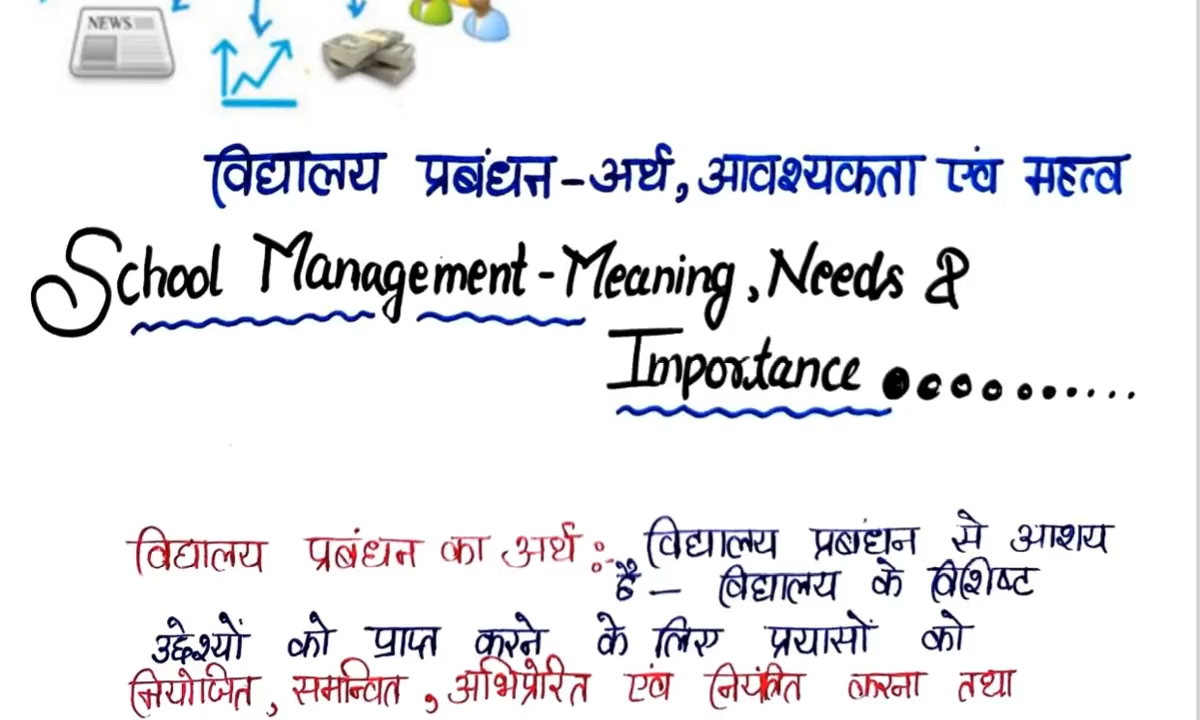 NEWS
विद्यालय प्रबंधन-अर्थ, आवश्यकता एवं महत्व
School Management - Meaning, Needs &
Importance
विद्यालय प्रबंधन का अर्थ :- विद्यालय प्रबंधन से आशय
है — विद्यालय के विशिष्ट
उद्देश्यों को प्राप्त करने के लिए प्रयासों को
नियोजित, समन्वित, अभिप्रेरित एवं नियंत्रित करना तथा